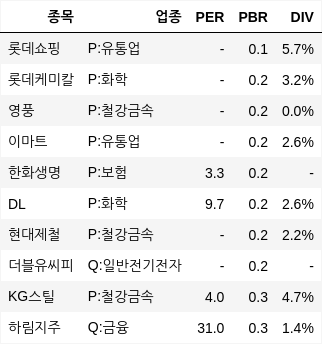 종목 업종 PER PBR DIV
롯데쇼핑 P:유통업 - 0.1 5.7%
롯데케미칼 P:화학 - 0.2 3.2%
영풍 P:철강금속 - 0.2 0.0%
이마트 P:유통업 - 0.2 2.6%
한화생명 P:보험 3.3 0.2 -
DL P:화학 9.7 0.2 2.6%
현대제철 P:철강금속 - 0.2 2.2%
더블유씨피 Q:일반전기전자 - 0.2 -
KG스틸 P:철강금속 4.0 0.3 4.7%
하림지주 Q:금융 31.0 0.3 1.4%